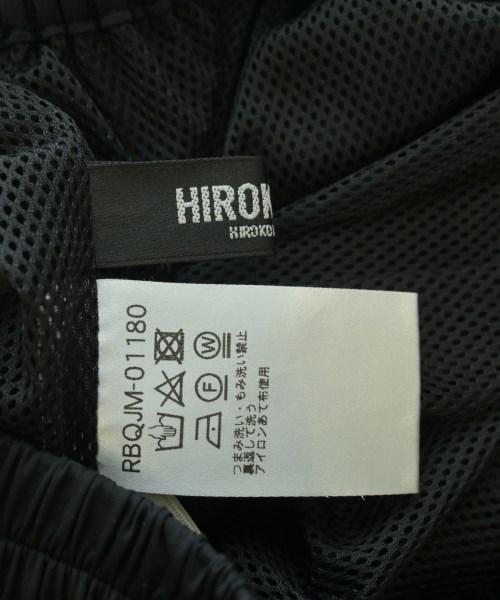 HIROK
HIROKO
RBQJM-01180
F
W
つまみ洗い・もみ洗い禁止
裏返して洗う
アイロンあて布使用